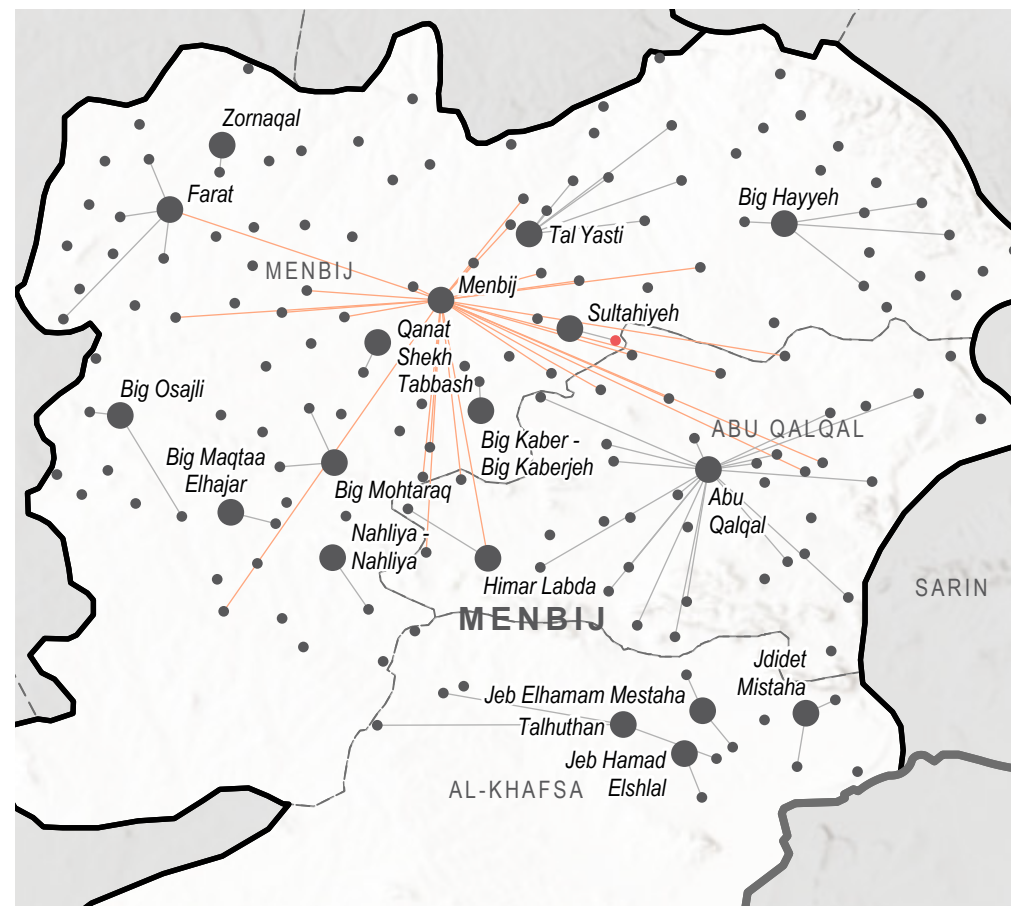 Zornaqal
Farat
Big Hayyeh
Tal Yasti
MENBIJ
Menbij
Sultahiyeh
Qanat
Shekh
Tabbash
Big Osajli
ABU QALQAL
Big Kaber -
Big Kaberjeh
Big Maqtaa
Elhajar
Big Mohtaraq
Abu
Qalqal
Nahliya -
Nahliya
Himar Labda
SARIN
MENBIJ
Jdidet
Mistaha
Jeb Elhamam Mestaha
Talhuthan
Jeb Hamad
Elshlal
AL-KHAFSA